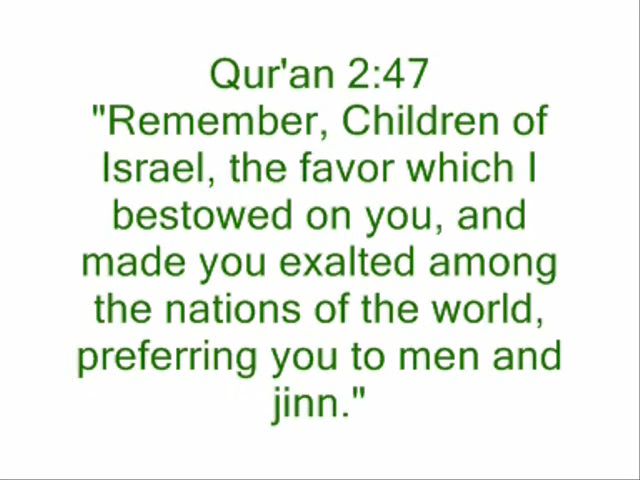 Qur'an 2:47
"Remember, Children of
Israel, the favor which I
bestowed on you, and
made you exalted among
the nations of the world,
preferring you to men and
jinn."